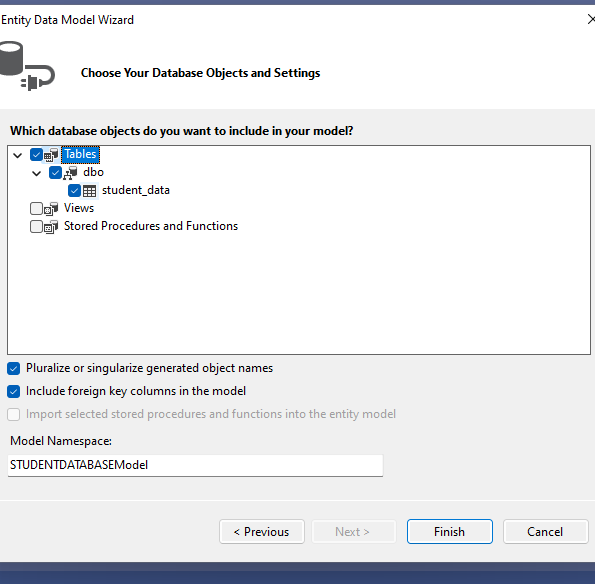 Entity Data Model Wizard
Choose Your Database Objects and Settings
Which database objects do you want to include in your model?
Tables
dbo
student_data
Views
Stored Procedures and Functions
Pluralize or singularize generated object names
Include foreign key columns in the model
Import selected stored procedures and functions into the entity model
Model Namespace:
STUDENTDATABASEModel
< Previous Next > Finish Cancel